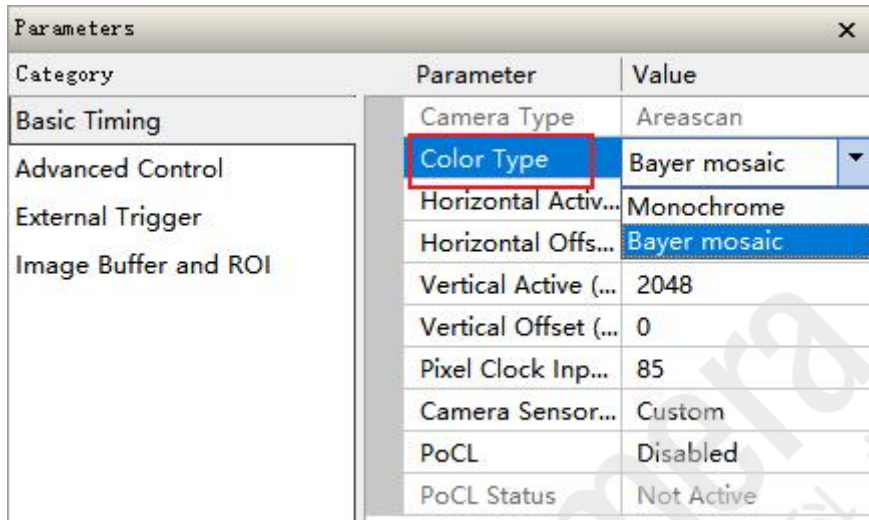 Parameters ×
Category Parameter Value
Basic Timing Camera Type Areascan
Advanced Control Color Type Bayer mosaic
External Trigger Horizontal Activ... Monochrome
Image Buffer and ROI Horizontal Offs... Bayer mosaic
Vertical Active (... 2048
Vertical Offset (... 0
Pixel Clock Inp... 85
Camera Sensor... Custom
PoCL Disabled
PoCL Status Not Active
mera
科